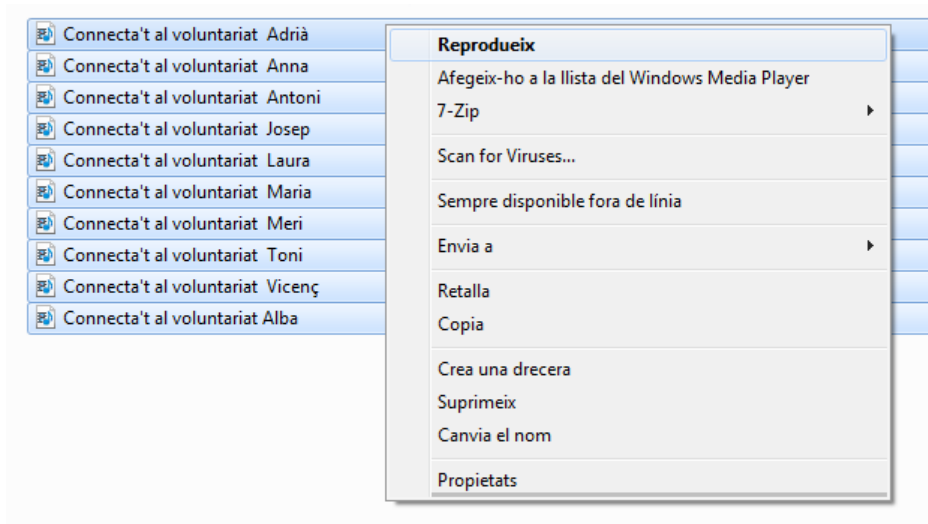 Connecta't al voluntariat  Adrià
Connecta't al voluntariat  Anna
Connecta't al voluntariat  Antoni
Connecta't al voluntariat  Josep
Connecta't al voluntariat  Laura
Connecta't al voluntariat  Maria
Connecta't al voluntariat  Meri
Connecta't al voluntariat  Toni
Connecta't al voluntariat  Vicenç
Connecta't al voluntariat Alba
Reprodueix
Afegeix-ho a la llista del Windows Media Player
7-Zip
Scan for Viruses...
Sempre disponible fora de línia
Envia a
Retalla
Copia
Crea una drecera
Suprimeix
Canvia el nom
Propietats